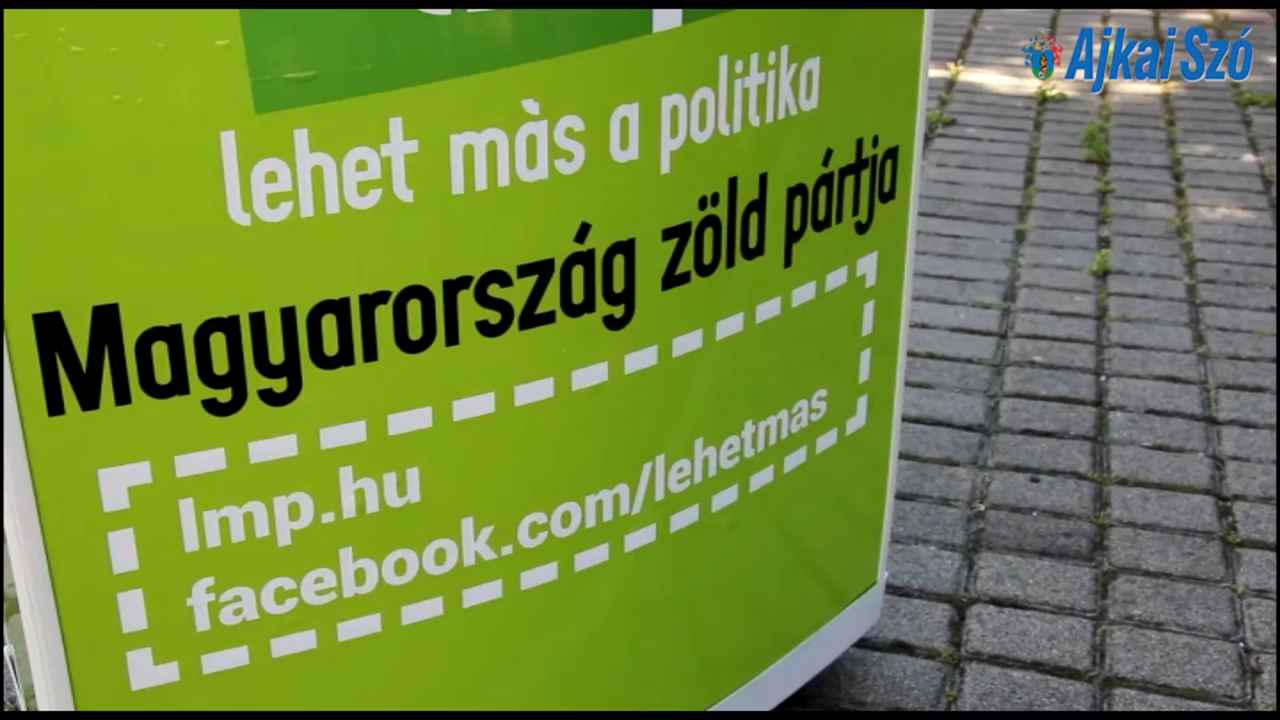 Ajkai Szó
lehet màs a politika
Magyarország zöld pártja
lmp.hu
facebook.com/lehetmas